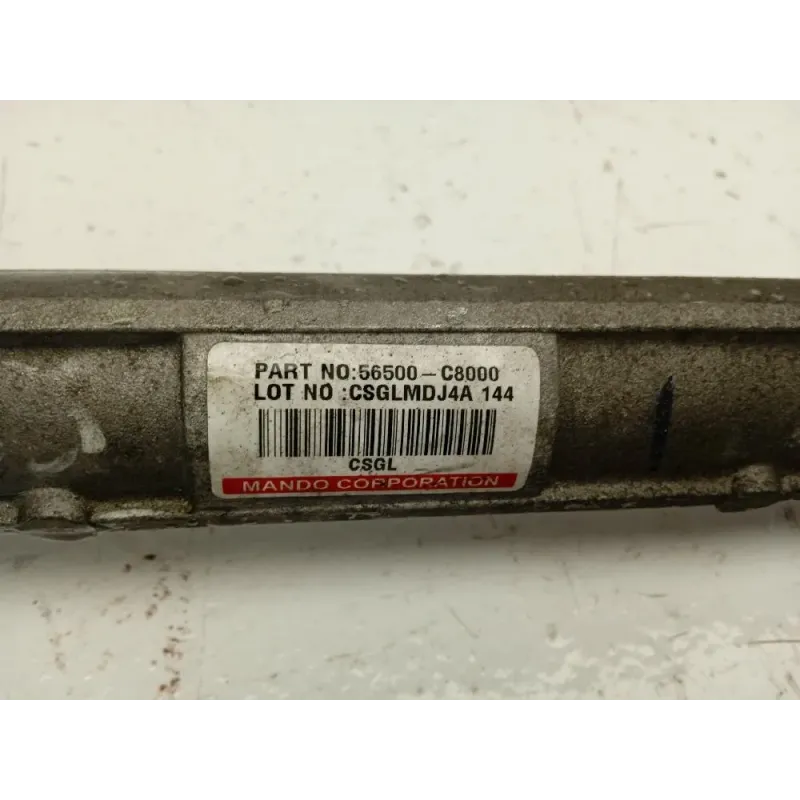 PART NO:56500-C8000
LOT NO :CSGLMDJ4A 144
CSGL
MANDO CORPORATION